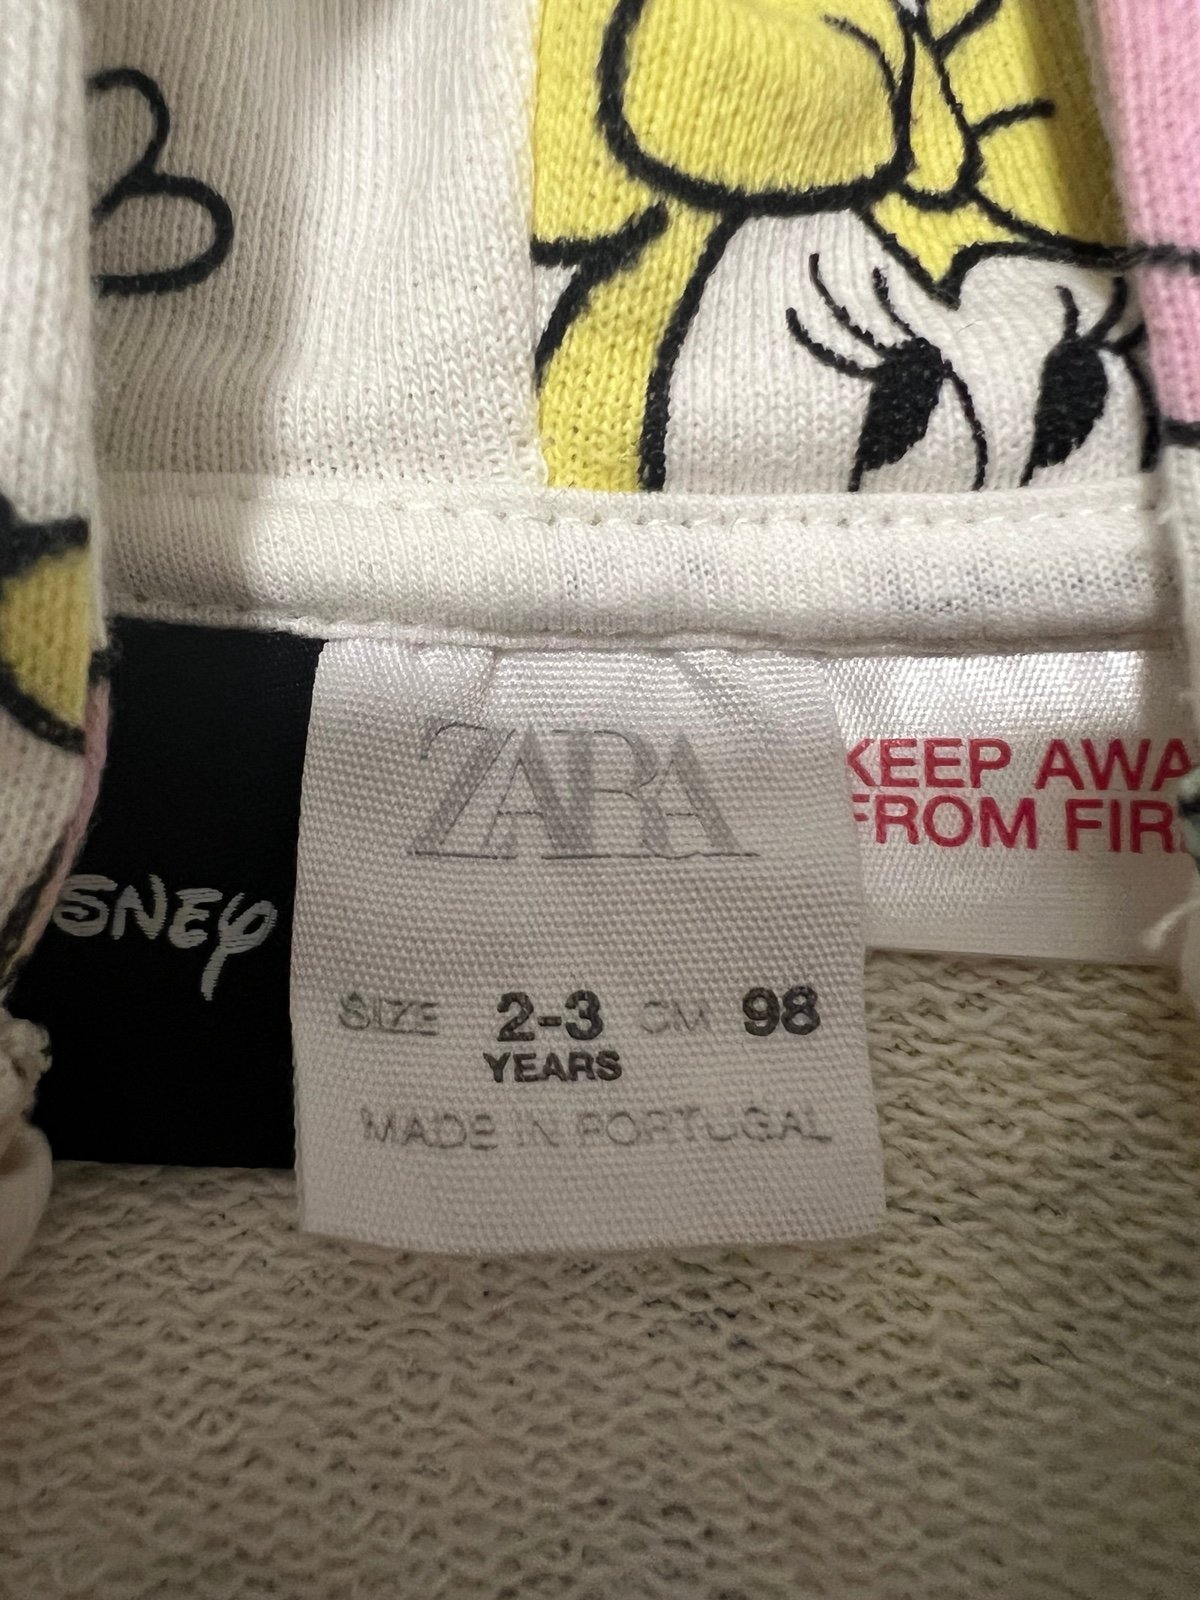 ZARA
SNEY
SIZE 2-3 CM 98
YEARS
MADE IN PORTUGAL
KEEP AWA
FROM FIR